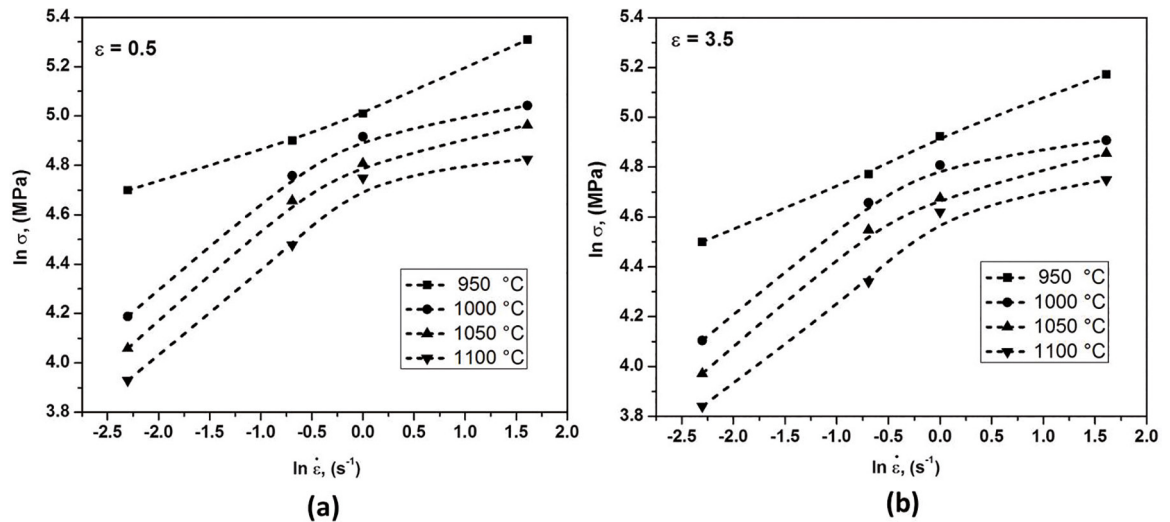 ε = 0.5
5.4
5.2
5.0
4.8
4.6
4.4
4.2
4.0
3.8
ln σ, (MPa)
950 °C
1000 °C
1050 °C
1100 °C
-2.5 -2.0 -1.5 -1.0 -0.5 0.0 0.5 1.0 1.5 2.0
ln ε̇, (s⁻¹)
(a)
ε = 3.5
5.4
5.2
5.0
4.8
4.6
4.4
4.2
4.0
3.8
ln σ, (MPa)
950 °C
1000 °C
1050 °C
1100 °C
-2.5 -2.0 -1.5 -1.0 -0.5 0.0 0.5 1.0 1.5 2.0
ln ε̇, (s⁻¹)
(b)